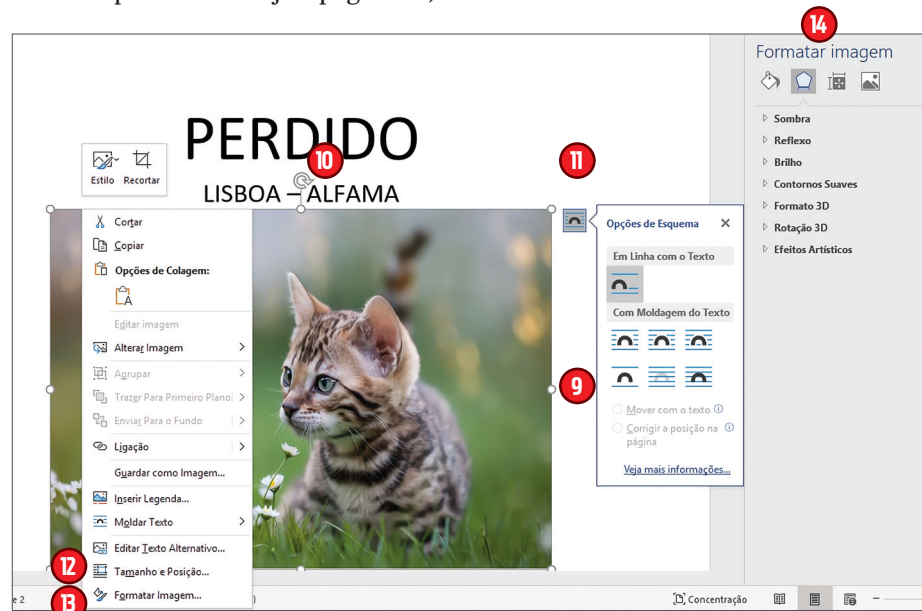 14
Formatar imagem
PERDIDO
10
11
LISBOA – ALFAMA
Estilo
Recortar
Cortar
Copiar
Opções de Colagem:
Editar imagem
Alterar Imagem
Agrupar
Trazer Para Primeiro Plano
Enviar Para o Fundo
Ligação
Guardar como Imagem...
Inserir Legenda...
Moldar Texto
Editar Texto Alternativo...
12
Tamanho e Posição...
13
Formatar Imagem...
Opções de Esquema
Em Linha com o Texto
Com Moldagem do Texto
9
Mover com o texto
Corrigir a posição na
página
Veja mais informações...
Sombra
Reflexo
Brilho
Contornos Suaves
Formato 3D
Rotação 3D
Efeitos Artísticos
e 2
Concentração